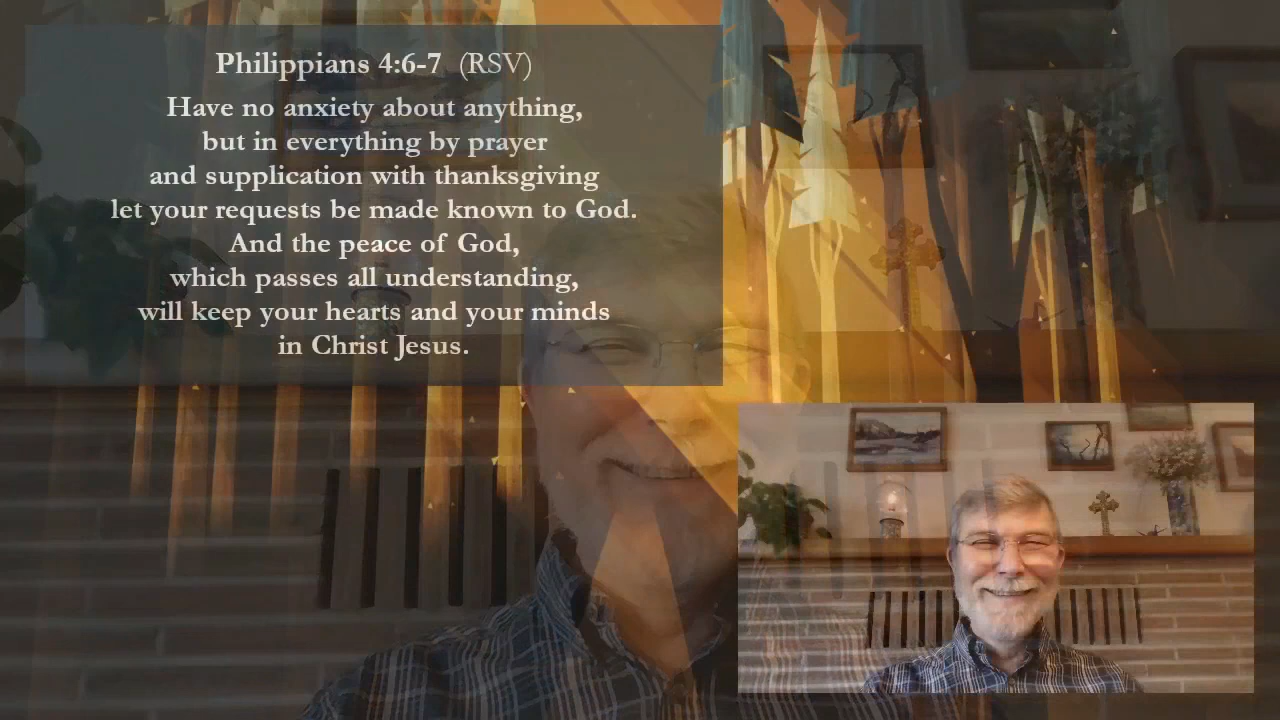 Philippians 4:6-7 (RSV)
Have no anxiety about anything,
but in everything by prayer
and supplication with thanksgiving
let your requests be made known to God.
And the peace of God,
which passes all understanding,
will keep your hearts and your minds
in Christ Jesus.